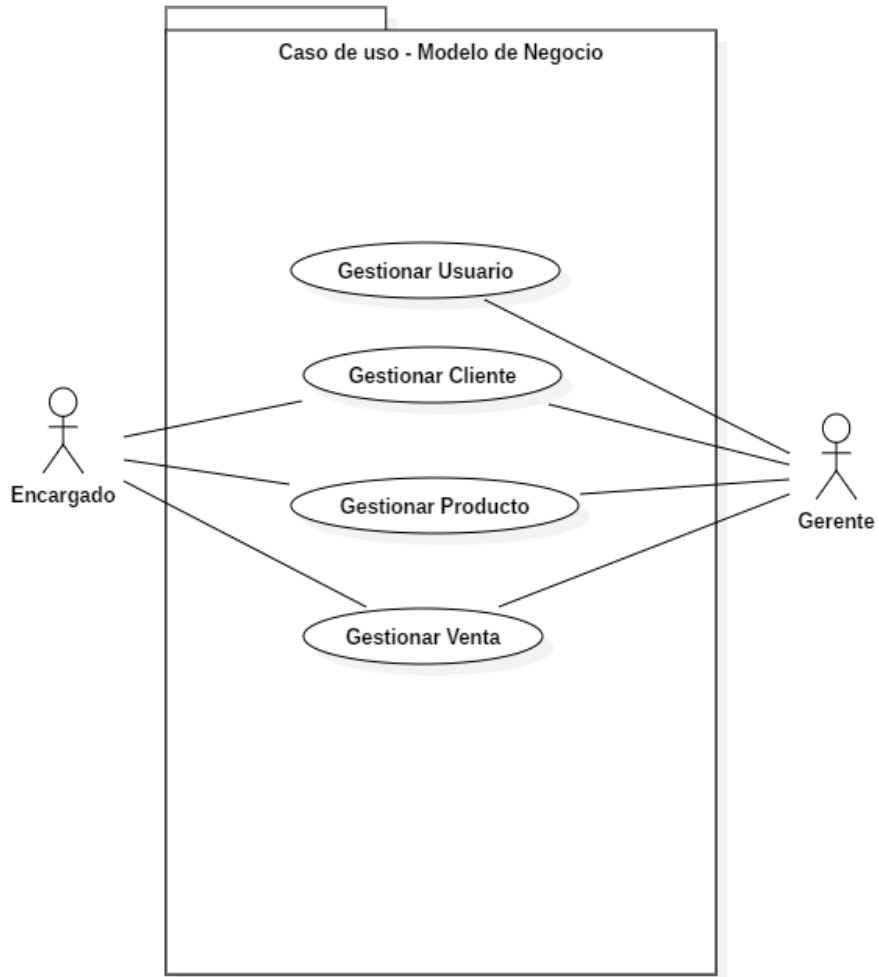 Caso de uso - Modelo de Negocio
Gestionar Usuario
Gestionar Cliente
Encargado
Gestionar Producto
Gerente
Gestionar Venta